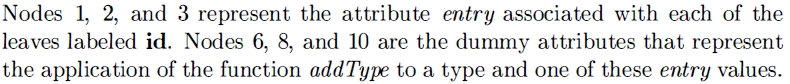 Nodes 1, 2, and 3 represent the attribute entry associated with each of the
leaves labeled id. Nodes 6, 8, and 10 are the dummy attributes that represent
the application of the function addType to a type and one of these entry values.